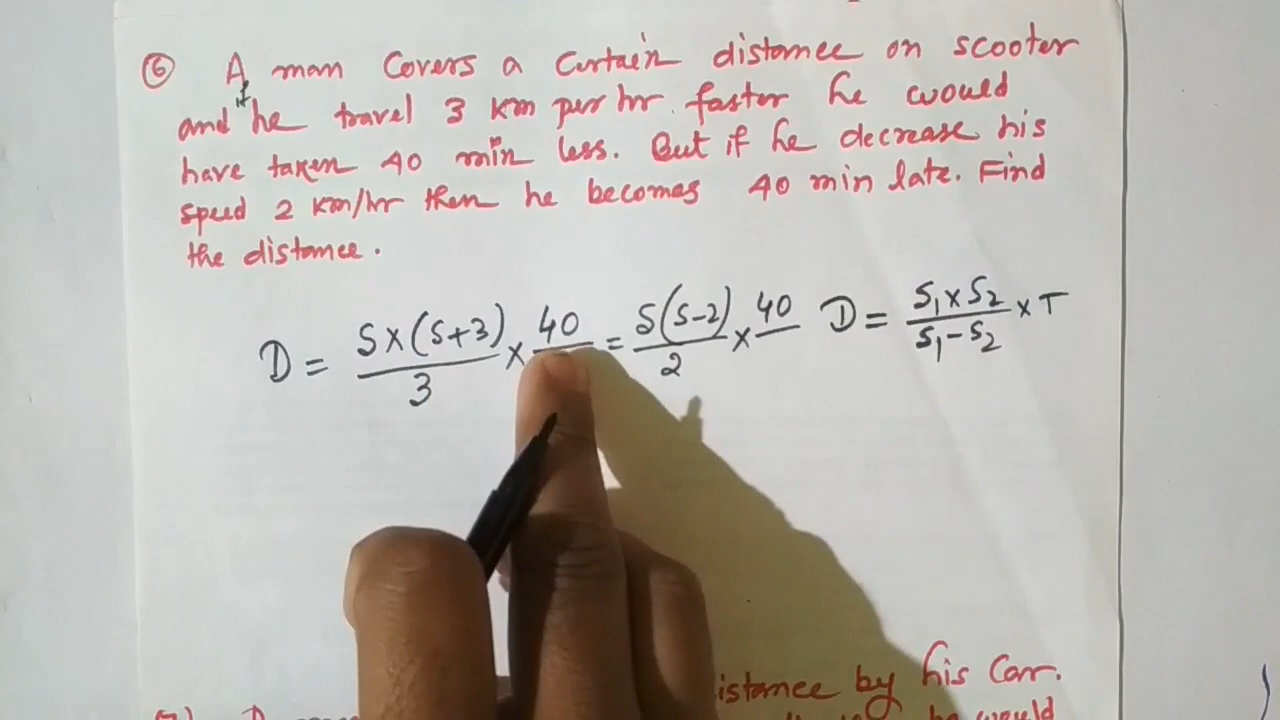 ⑥ A man covers a certain distance on scooter
and if he travel 3 km per hr. faster he would
have taken 40 min less. But if he decrease his
speed 2 km/hr then he becomes 40 min late. Find
the distance.
D = S×(S+3)/3 × 40/ = S(S-2)/2 × 40/ D = S₁×S₂/S₁-S₂ × T
istance by his Car.
would